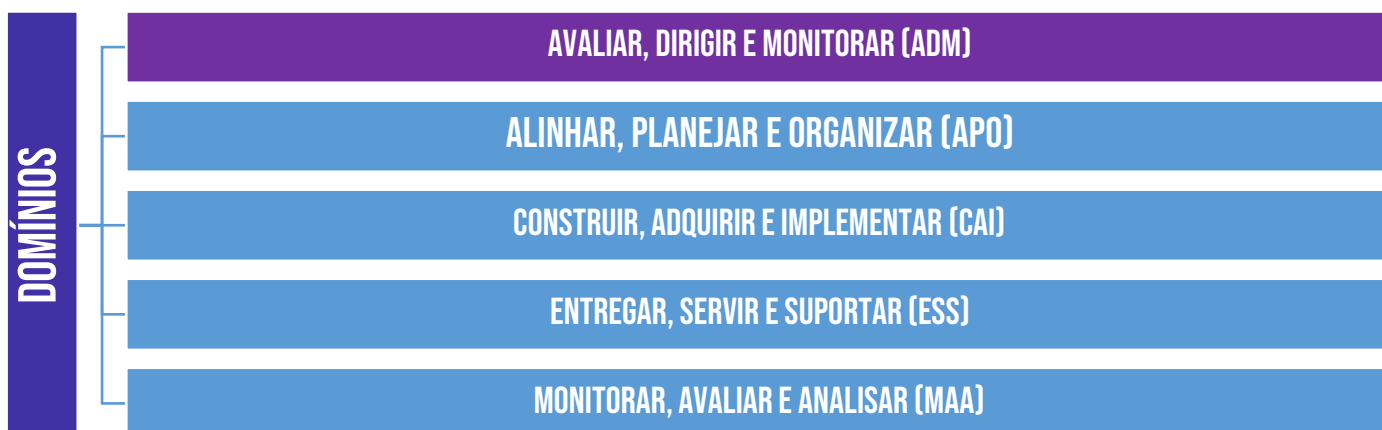 DOMÍNIOS
AVALIAR, DIRIGIR E MONITORAR (ADM)
ALINHAR, PLANEJAR E ORGANIZAR (APO)
CONSTRUIR, ADQUIRIR E IMPLEMENTAR (CAI)
ENTREGAR, SERVIR E SUPORTAR (ESS)
MONITORAR, AVALIAR E ANALISAR (MAA)